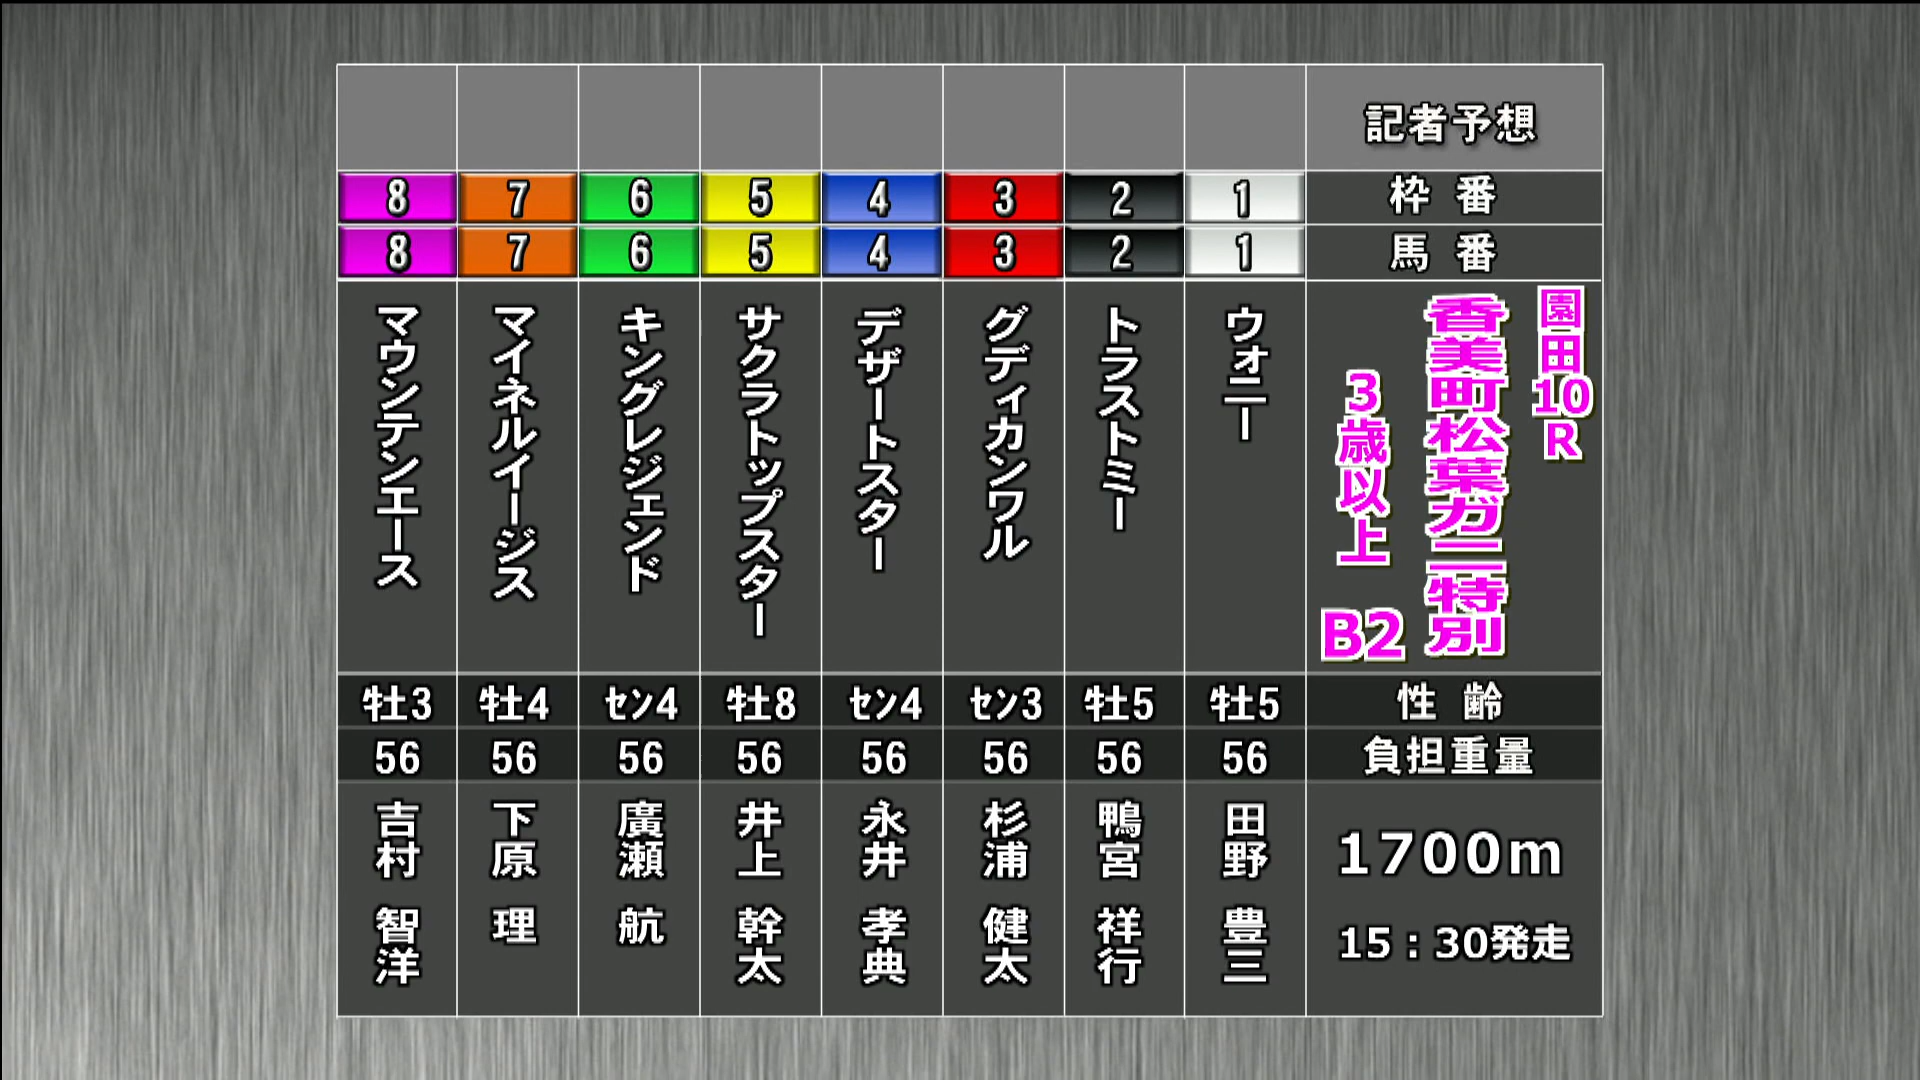 記者予想
枠番
馬番
園田10R
香美町松葉ガニ特別
3歳以上 B2
性齢
負担重量
1700m
15:30発走
1
1
ウォニー
牡5
56
田野 豊三
2
2
トラストミー
牡5
56
鴨宮 祥行
3
3
グディカンワル
セン3
56
杉浦 健太
4
4
デザートスター
セン4
56
永井 孝典
5
5
サクラトップスター
牡8
56
井上 幹太
6
6
キングレジェンド
セン4
56
廣瀬 航
7
7
マイネルイージス
牡4
56
下原 理
8
8
マウンテンエース
牡3
56
吉村 智洋